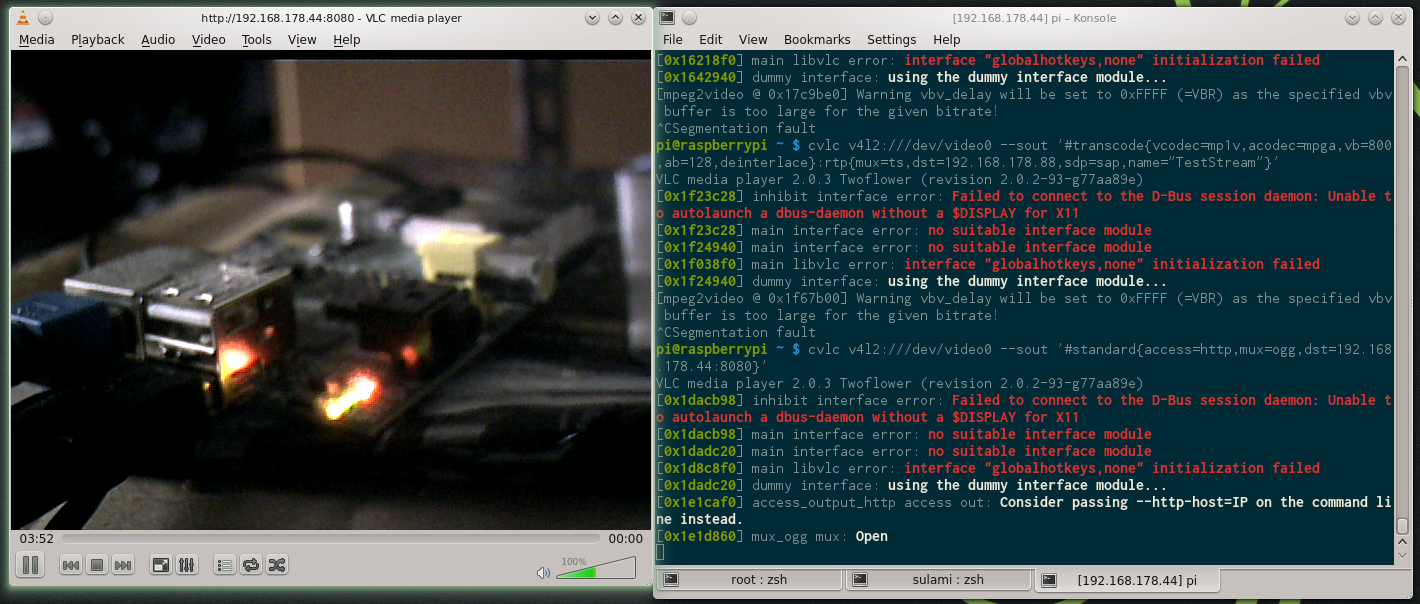 http://192.168.178.44:8080 - VLC media player
Media Playback Audio Video Tools View Help
03:52 00:00
100%
[192.168.178.44] pi – Konsole
File Edit View Bookmarks Settings Help
[0x16218f0] main libvlc error: interface "globalhotkeys,none" initialization failed
[0x1642940] dummy interface: using the dummy interface module...
[mpeg2video @ 0x17c9be0] Warning vbv_delay will be set to 0xFFFF (=VBR) as the specified vbv
 buffer is too large for the given bitrate!
^CSegmentation fault
pi@raspberrypi ~ $ cvlc v4l2:///dev/video0 --sout '#transcode{vcodec=mp1v,acodec=mpga,vb=800
,ab=128,deinterlace}:rtp{mux=ts,dst=192.168.178.88,sdp=sap,name="TestStream"}'
VLC media player 2.0.3 Twoflower (revision 2.0.2-93-g77aa89e)
[0x1f23c28] inhibit interface error: Failed to connect to the D-Bus session daemon: Unable t
o autolaunch a dbus-daemon without a $DISPLAY for X11
[0x1f23c28] main interface error: no suitable interface module
[0x1f24940] main interface error: no suitable interface module
[0x1f038f0] main libvlc error: interface "globalhotkeys,none" initialization failed
[0x1f24940] dummy interface: using the dummy interface module...
[mpeg2video @ 0x1f67b00] Warning vbv_delay will be set to 0xFFFF (=VBR) as the specified vbv
 buffer is too large for the given bitrate!
^CSegmentation fault
pi@raspberrypi ~ $ cvlc v4l2:///dev/video0 --sout '#standard{access=http,mux=ogg,dst=192.168
.178.44:8080}'
VLC media player 2.0.3 Twoflower (revision 2.0.2-93-g77aa89e)
[0x1dacb98] inhibit interface error: Failed to connect to the D-Bus session daemon: Unable t
o autolaunch a dbus-daemon without a $DISPLAY for X11
[0x1dacb98] main interface error: no suitable interface module
[0x1dadc20] main interface error: no suitable interface module
[0x1d8c8f0] main libvlc error: interface "globalhotkeys,none" initialization failed
[0x1dadc20] dummy interface: using the dummy interface module...
[0x1e1caf0] access_output_http access out: Consider passing --http-host=IP on the command li
ne instead.
[0x1e1d860] mux_ogg mux: Open
root : zsh sulami : zsh [192.168.178.44] pi